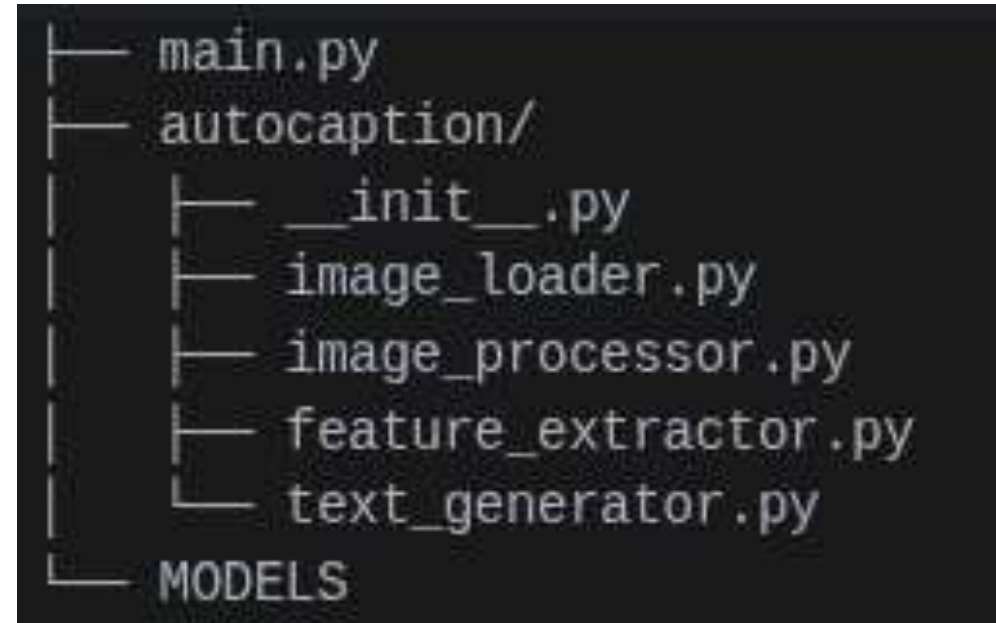 ├── main.py
├── autocaption/
│   ├── __init__.py
│   ├── image_loader.py
│   ├── image_processor.py
│   ├── feature_extractor.py
│   └── text_generator.py
└── MODELS